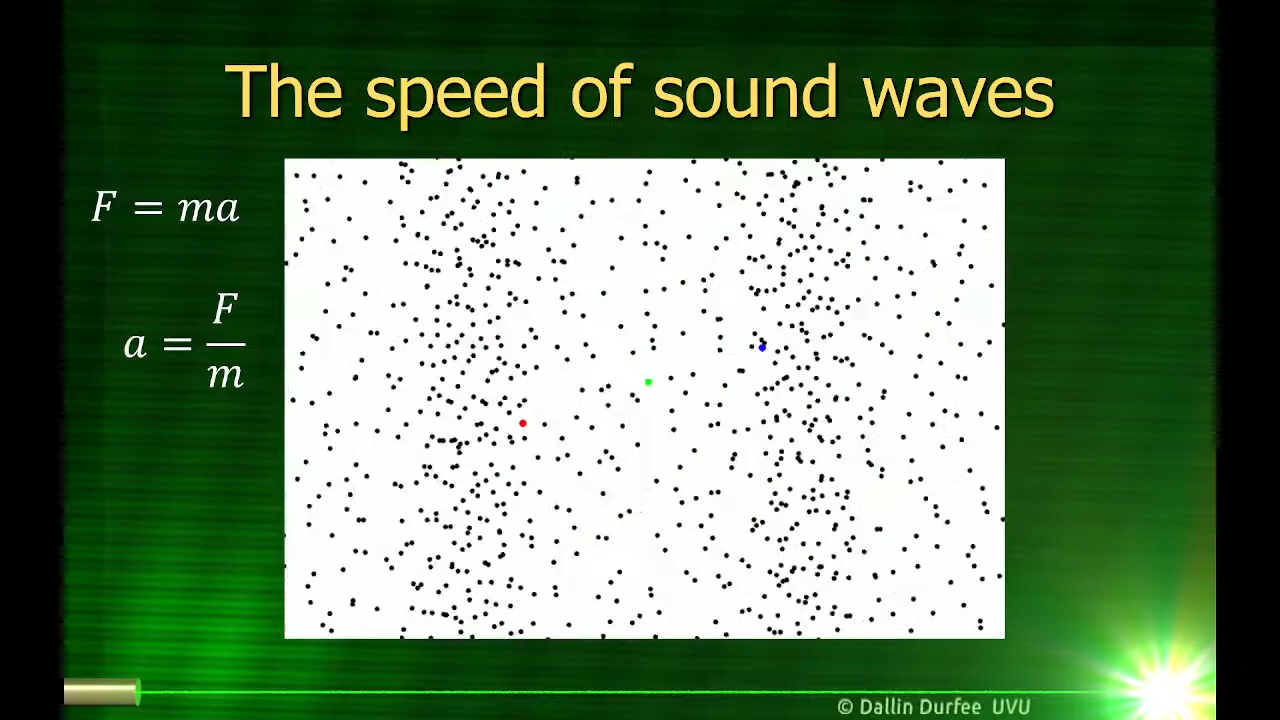 The speed of sound waves
F = ma
a = F/m
© Dallin Durfee UVU